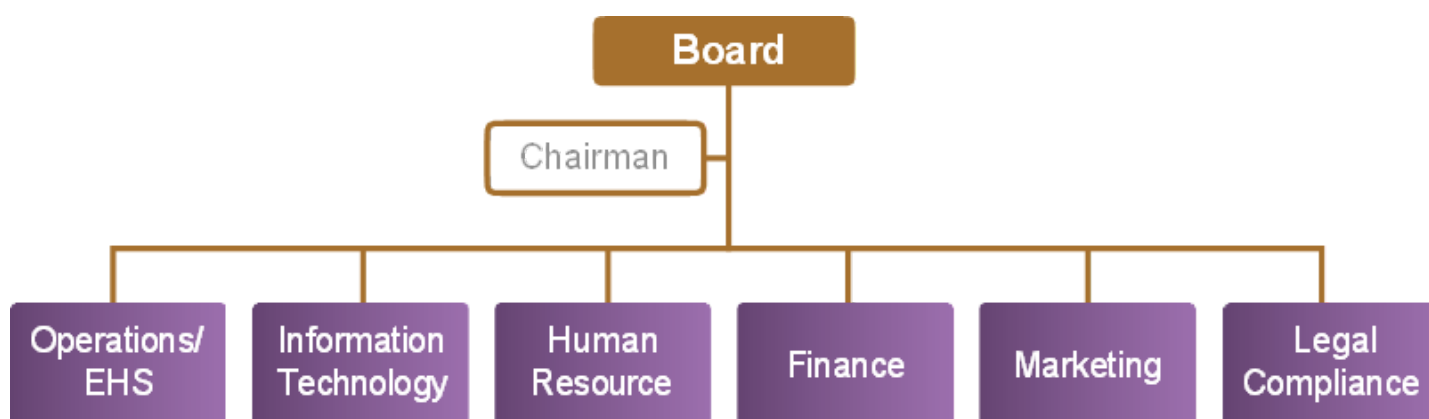 Board
Chairman
Operations/
EHS
Information
Technology
Human
Resource
Finance
Marketing
Legal
Compliance